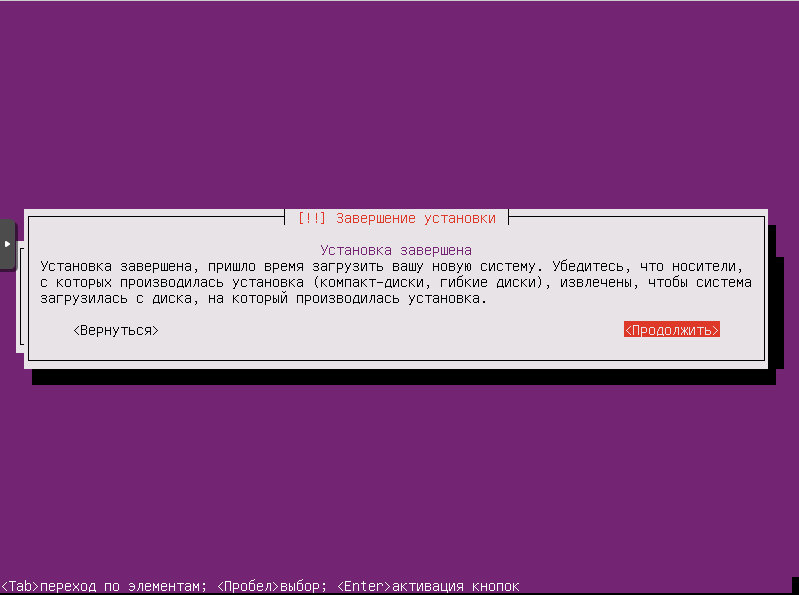 [!!] Завершение установки
Установка завершена
Установка завершена, пришло время загрузить вашу новую систему. Убедитесь, что носители,
с которых производилась установка (компакт-диски, гибкие диски), извлечены, чтобы система
загрузилась с диска, на который производилась установка.
<Вернуться> <Продолжить>
<Tab>переход по элементам; <Пробел>выбор; <Enter>активация кнопок